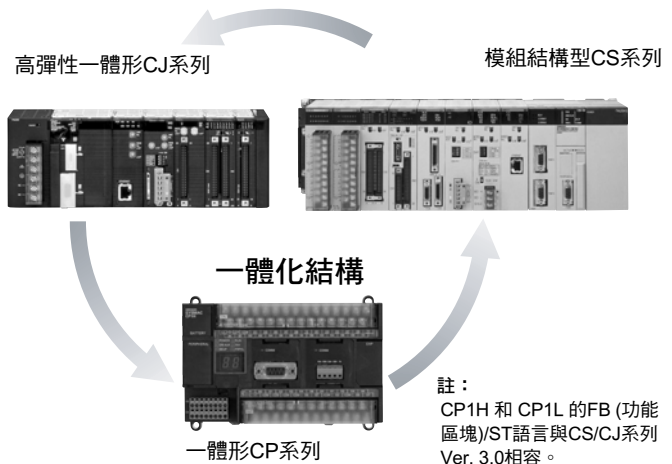 高彈性一體形CJ系列
模組結構型CS系列
一體化結構
一體形CP系列
註：
CP1H 和 CP1L 的FB (功能
區塊)/ST語言與CS/CJ系列
Ver. 3.0相容。